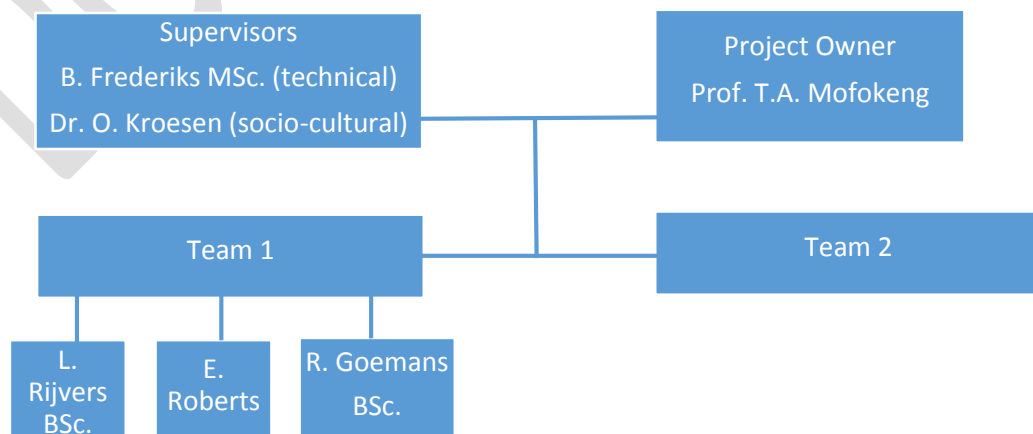 Supervisors
B. Frederiks MSc. (technical)
Dr. O. Kroesen (socio-cultural)
Project Owner
Prof. T.A. Mofokeng
Team 1
Team 2
L.
Rijvers
BSc.
E.
Roberts
R. Goemans
BSc.